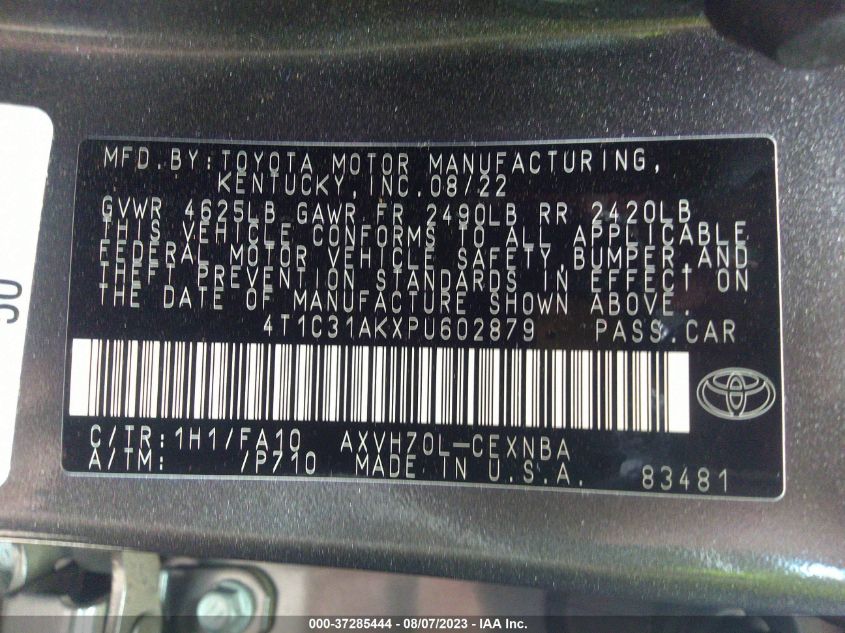 MFD.BY:TOYOTA MOTOR MANUFACTURING,
KENTUCKY,INC.08/22
GVWR 4625LB GAWR FR 2490LB RR 2420LB
THIS VEHICLE CONFORMS TO ALL APPLICABLE
FEDERAL MOTOR VEHICLE SAFETY,BUMPER,AND
THEFT PREVENTION STANDARDS IN EFFECT ON
THE DATE OF MANUFACTURE SHOWN ABOVE.
4T1C31AKXPU602879 PASS.CAR
C/TR:1H1/FA10 AXVH70L-CEXNBA
A/TM: /P710 MADE IN U.S.A. 83481
000-37285444 - 08/07/2023 - IAA Inc.